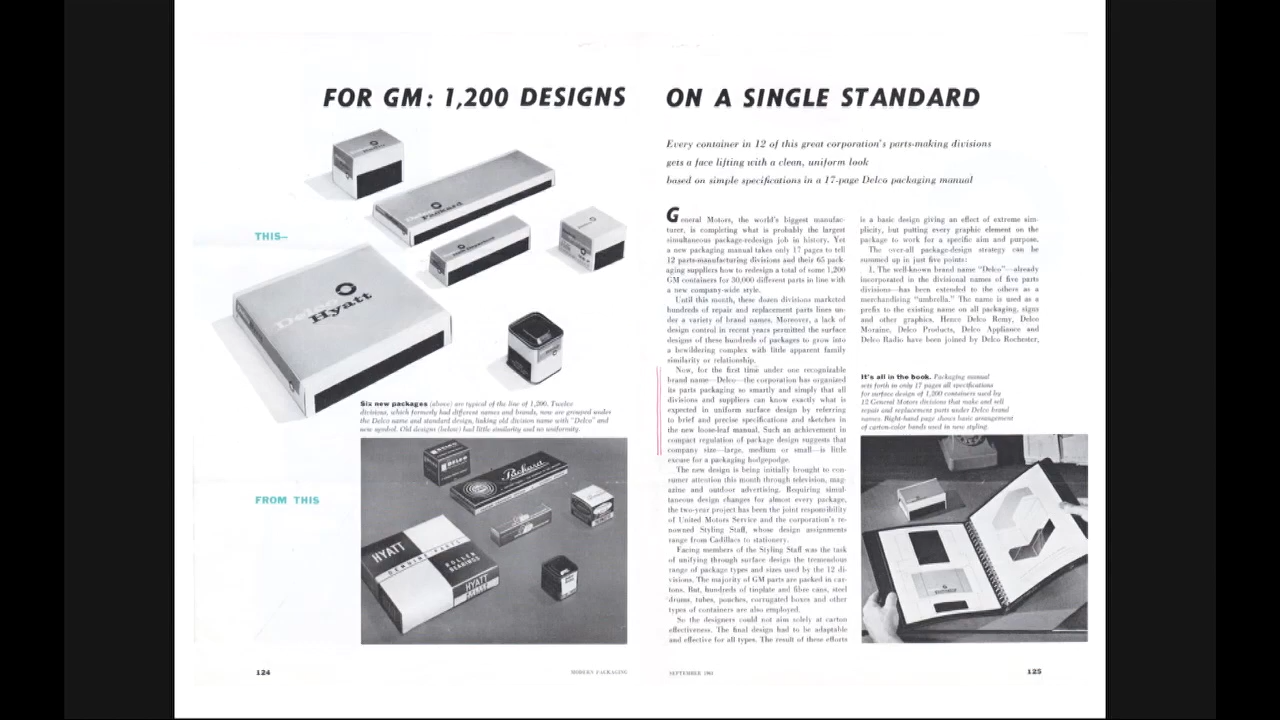 FOR GM: 1,200 DESIGNS
ON A SINGLE STANDARD
Every container in 12 of this great corporation's parts-making divisions
gets a face lifting with a clean, uniform look
based on simple specifications in a 17-page Delco packaging manual
THIS—
Hyatt
Packard
Six new packages (above) are typical of the line of 1,200. Twelve
divisions, which formerly had different names and brands, now are grouped under
the Delco name and standard design, linking old division name with "Delco" and
new symbol. Old designs (below) had little similarity and no uniformity.
FROM THIS
DELCO
Packard
HYATT
ROLLER
BEARINGS
HYATT
General Motors, the world's biggest manufac-
turer, is completing what is probably the largest
simultaneous package-redesign job in history. Yet
a new packaging manual takes only 17 pages to tell
12 parts-manufacturing divisions and their 65 pack-
aging suppliers how to redesign a total of some 1,200
GM containers for 30,000 different parts in line with
a new company-wide style.
Until this month, these dozen divisions marketed
hundreds of repair and replacement parts lines un-
der a variety of brand names. Moreover, a lack of
design control in recent years permitted the surface
designs of these hundreds of packages to grow into
a bewildering complex with little apparent family
similarity or relationship.
Now, for the first time under one recognizable
brand name—Delco—the corporation has organized
its parts packaging so smartly and simply that all
divisions and suppliers can know exactly what is
expected in uniform surface design by referring
to brief and precise specifications and sketches in
the new loose-leaf manual. Such an achievement in
compact regulation of package design suggests that
company size—large, medium or small—is little
excuse for a packaging hodgepodge.
The new design is being initially brought to con-
sumer attention this month through television, mag-
azine and outdoor advertising. Requiring simul-
taneous design changes for almost every package,
the two-year project has been the joint responsibility
of United Motors Service and the corporation's re-
nowned Styling Staff, whose design assignments
range from Cadillacs to stationery.
Facing members of the Styling Staff was the task
of unifying through surface design the tremendous
range of package types and sizes used by the 12 di-
visions. The majority of GM parts are packed in car-
tons. But, hundreds of tinplate and fibre cans, steel
drums, tubes, pouches, corrugated boxes and other
types of containers are also employed.
So the designers could not aim solely at carton
effectiveness. The final design had to be adaptable
and effective for all types. The result of these efforts
is a basic design giving an effect of extreme sim-
plicity, but putting every graphic element on the
package to work for a specific aim and purpose.
The over-all package-design strategy can be
summed up in just five points:
1. The well-known brand name "Delco"—already
incorporated in the divisional names of five parts
divisions—has been extended to the others as a
merchandising "umbrella." The name is used as a
prefix to the existing name on all packaging, signs
and other graphics. Hence Delco Remy, Delco
Moraine, Delco Products, Delco Appliance and
Delco Radio have been joined by Delco Rochester,
It's all in the book. Packaging manual
sets forth in only 17 pages all specifications
for surface design of 1,200 containers used by
12 General Motors divisions that make and sell
repair and replacement parts under Delco brand
names. Right-hand page shows basic arrangement
of carton-color bands used in new styling.
124
MODERN PACKAGING
SEPTEMBER
125